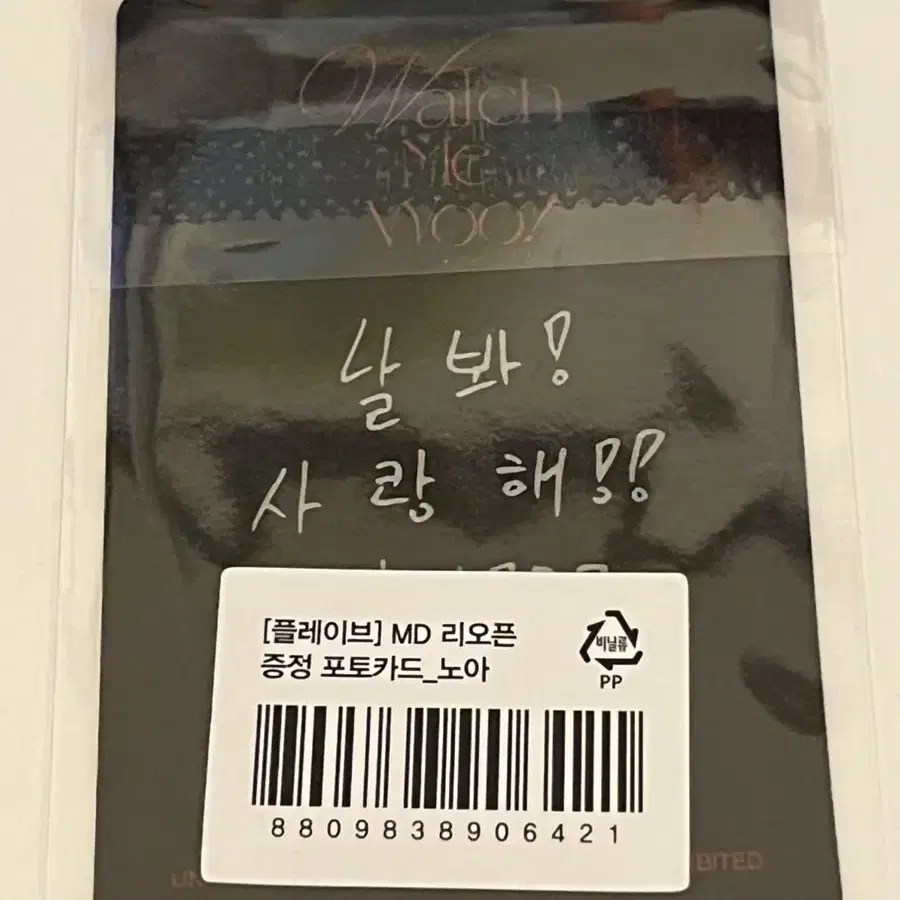 Watch
Me
WOO!
날 봐!
사랑해!!
[플레이브] MD 리오픈
증정 포토카드_노아
비닐류
PP
8809838906421
BITED